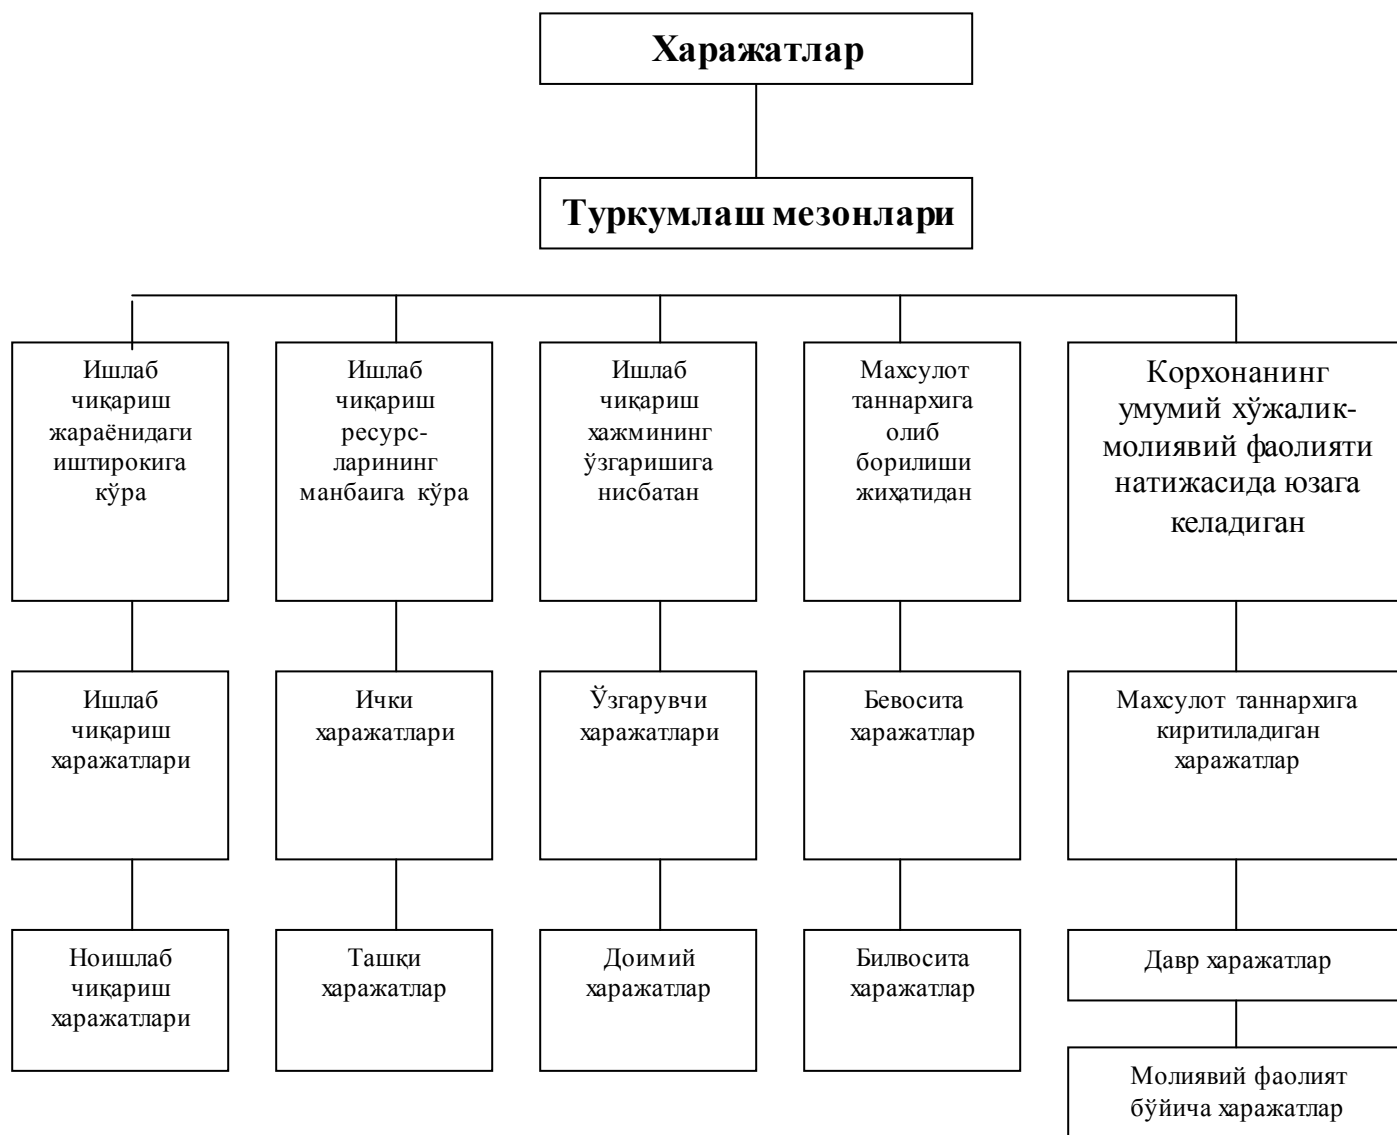 Харажатлар
Туркумлаш мезонлари
Ишлаб
чиқариш
жараёнидаги
иштирокига
кўра
Ишлаб
чиқариш
ресурс-
ларининг
манбаига кўра
Ишлаб
чиқариш
хажмининг
ўзгаришига
нисбатан
Махсулот
таннархига
олиб
борилиши
жиҳатидан
Корхонанинг
умумий хўжалик-
молиявий фаолияти
натижасида юзага
келадиган
Ишлаб
чиқариш
харажатлари
Ички
харажатлари
Ўзгарувчи
харажатлари
Бевосита
харажатлар
Махсулот таннархига
киритиладиган
харажатлар
Ноишлаб
чиқариш
харажатлари
Ташқи
харажатлар
Доимий
харажатлар
Билвосита
харажатлар
Давр харажатлар
Молиявий фаолият
бўйича харажатлар